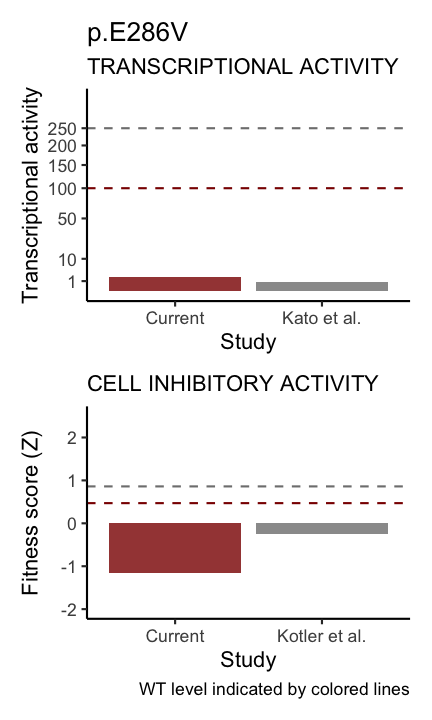 p.E286V
TRANSCRIPTIONAL ACTIVITY
Transcriptional activity
250
200
150
100
50
10
1
Current
Kato et al.
Study
CELL INHIBITORY ACTIVITY
Fitness score (Z)
2
1
0
-1
-2
Current
Kotler et al.
Study
WT level indicated by colored lines